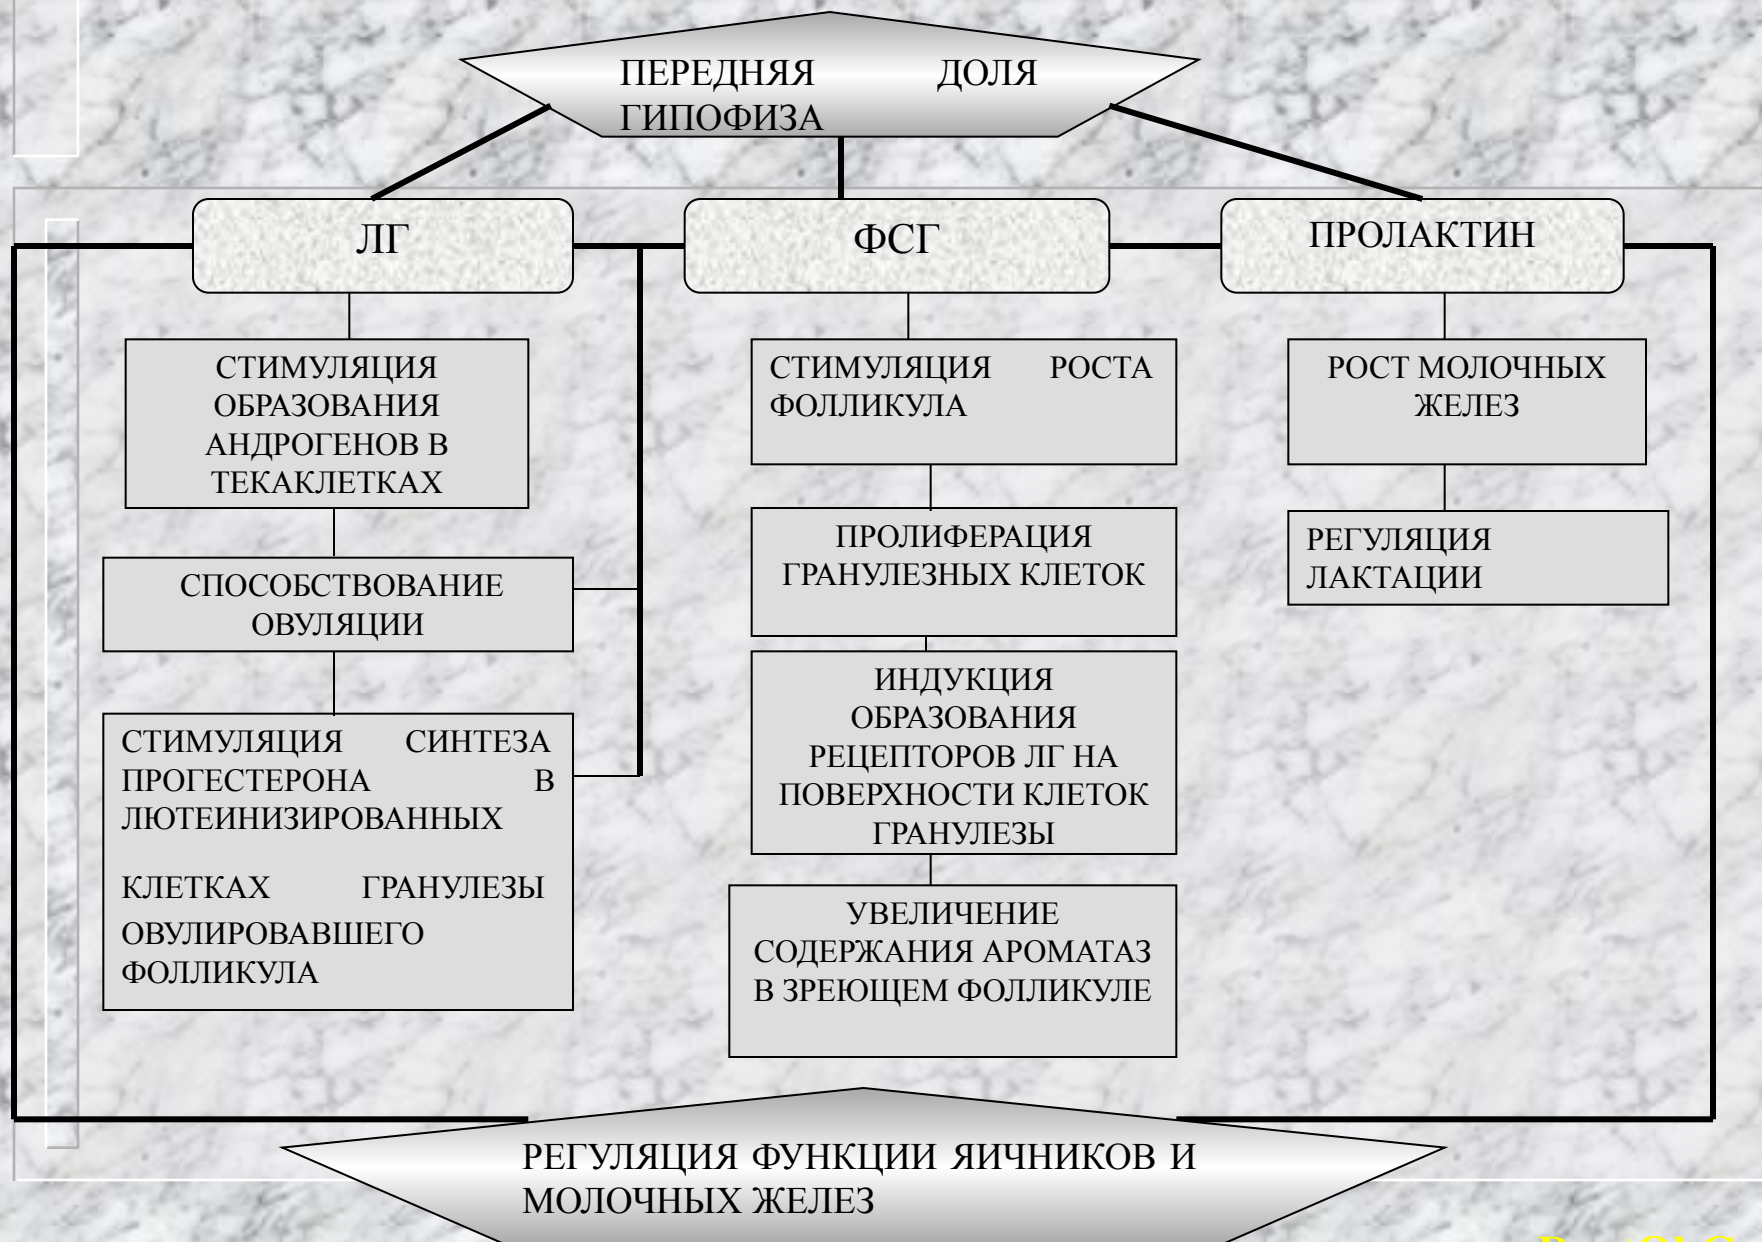 ПЕРЕДНЯЯ ДОЛЯ
ГИПОФИЗА
ЛГ
ФСГ
ПРОЛАКТИН
СТИМУЛЯЦИЯ
ОБРАЗОВАНИЯ
АНДРОГЕНОВ В
ТЕКАКЛЕТКАХ
СПОСОБСТВОВАНИЕ
ОВУЛЯЦИИ
СТИМУЛЯЦИЯ СИНТЕЗА
ПРОГЕСТЕРОНА В
ЛЮТЕИНИЗИРОВАННЫХ
КЛЕТКАХ ГРАНУЛЕЗЫ
ОВУЛИРОВАВШЕГО
ФОЛЛИКУЛА
СТИМУЛЯЦИЯ РОСТА
ФОЛЛИКУЛА
ПРОЛИФЕРАЦИЯ
ГРАНУЛЕЗНЫХ КЛЕТОК
ИНДУКЦИЯ
ОБРАЗОВАНИЯ
РЕЦЕПТОРОВ ЛГ НА
ПОВЕРХНОСТИ КЛЕТОК
ГРАНУЛЕЗЫ
УВЕЛИЧЕНИЕ
СОДЕРЖАНИЯ АРОМАТАЗ
В ЗРЕЮЩЕМ ФОЛЛИКУЛЕ
РОСТ МОЛОЧНЫХ
ЖЕЛЕЗ
РЕГУЛЯЦИЯ
ЛАКТАЦИИ
РЕГУЛЯЦИЯ ФУНКЦИИ ЯИЧНИКОВ И
МОЛОЧНЫХ ЖЕЛЕЗ